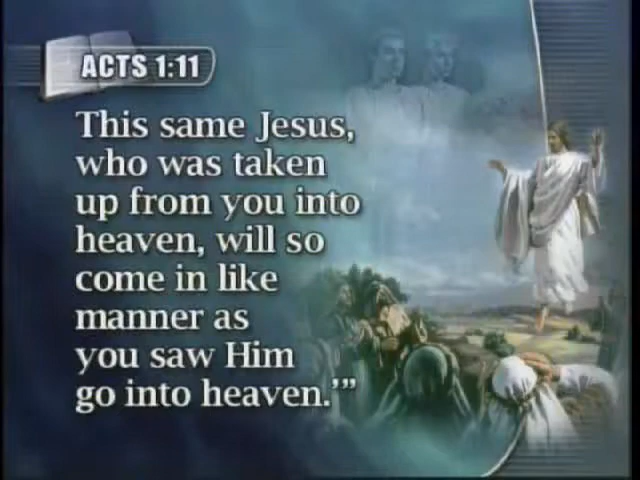 ACTS 1:11
This same Jesus,
who was taken
up from you into
heaven, will so
come in like
manner as
you saw Him
go into heaven.'”